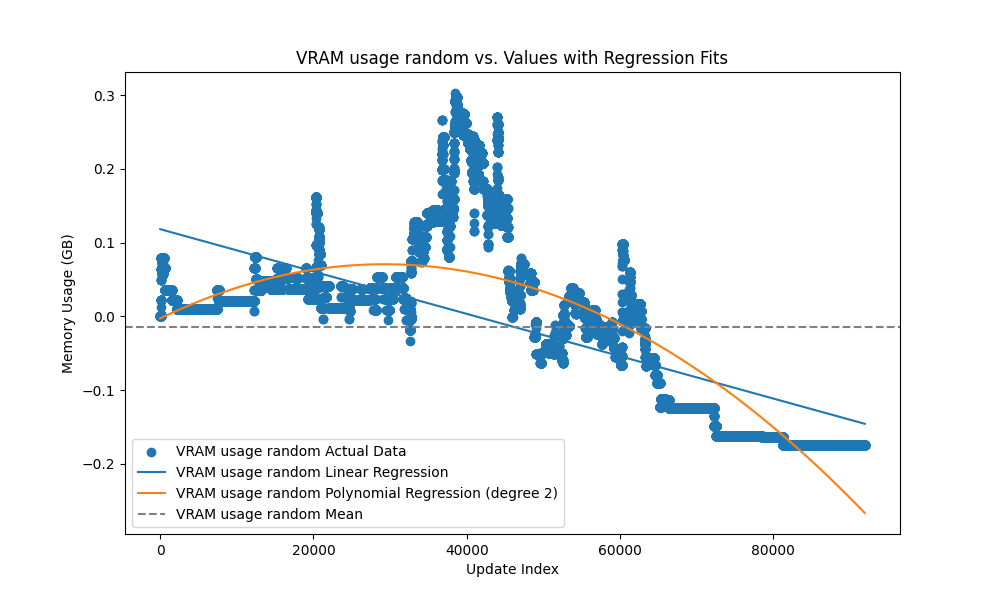 VRAM usage random vs. Values with Regression Fits
0.3
0.2
0.1
0.0
−0.1
−0.2
Memory Usage (GB)
VRAM usage random Actual Data
VRAM usage random Linear Regression
VRAM usage random Polynomial Regression (degree 2)
VRAM usage random Mean
0
20000
40000
60000
80000
Update Index